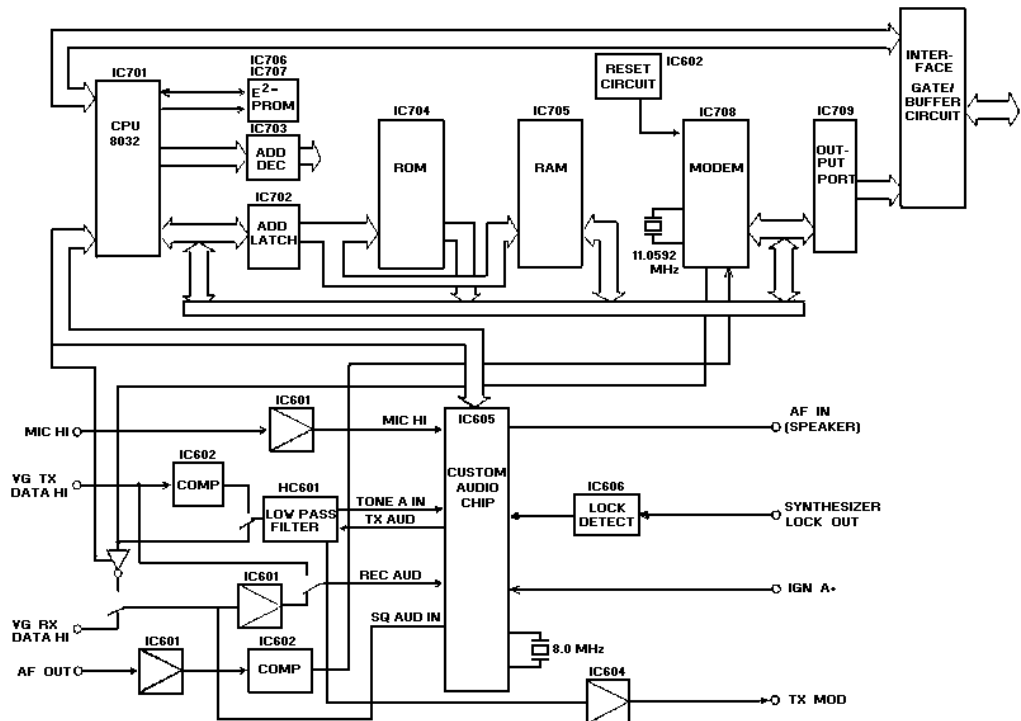 IC701
CPU
8032
IC706
IC707
E2-
PROM
IC703
ADD
DEC
IC702
ADD
LATCH
IC704
ROM
IC705
RAM
RESET
CIRCUIT
IC602
IC708
MODEM
11.0592
MHz
IC709
OUT-
PUT
PORT
INTER-
FACE
GATE/
BUFFER
CIRCUIT
MIC HI
IC601
MIC HI
VG TX
DATA HI
IC602
COMP
HC601
LOW PASS
FILTER
TONE A IN
TX AUD
IC601
REC AUD
VG RX
DATA HI
SQ AUD IN
AF OUT
IC601
IC602
COMP
IC605
CUSTOM
AUDIO
CHIP
8.0 MHz
AF IN
(SPEAKER)
IC606
LOCK
DETECT
SYNTHESIZER
LOCK OUT
IGN A+
IC604
TX MOD